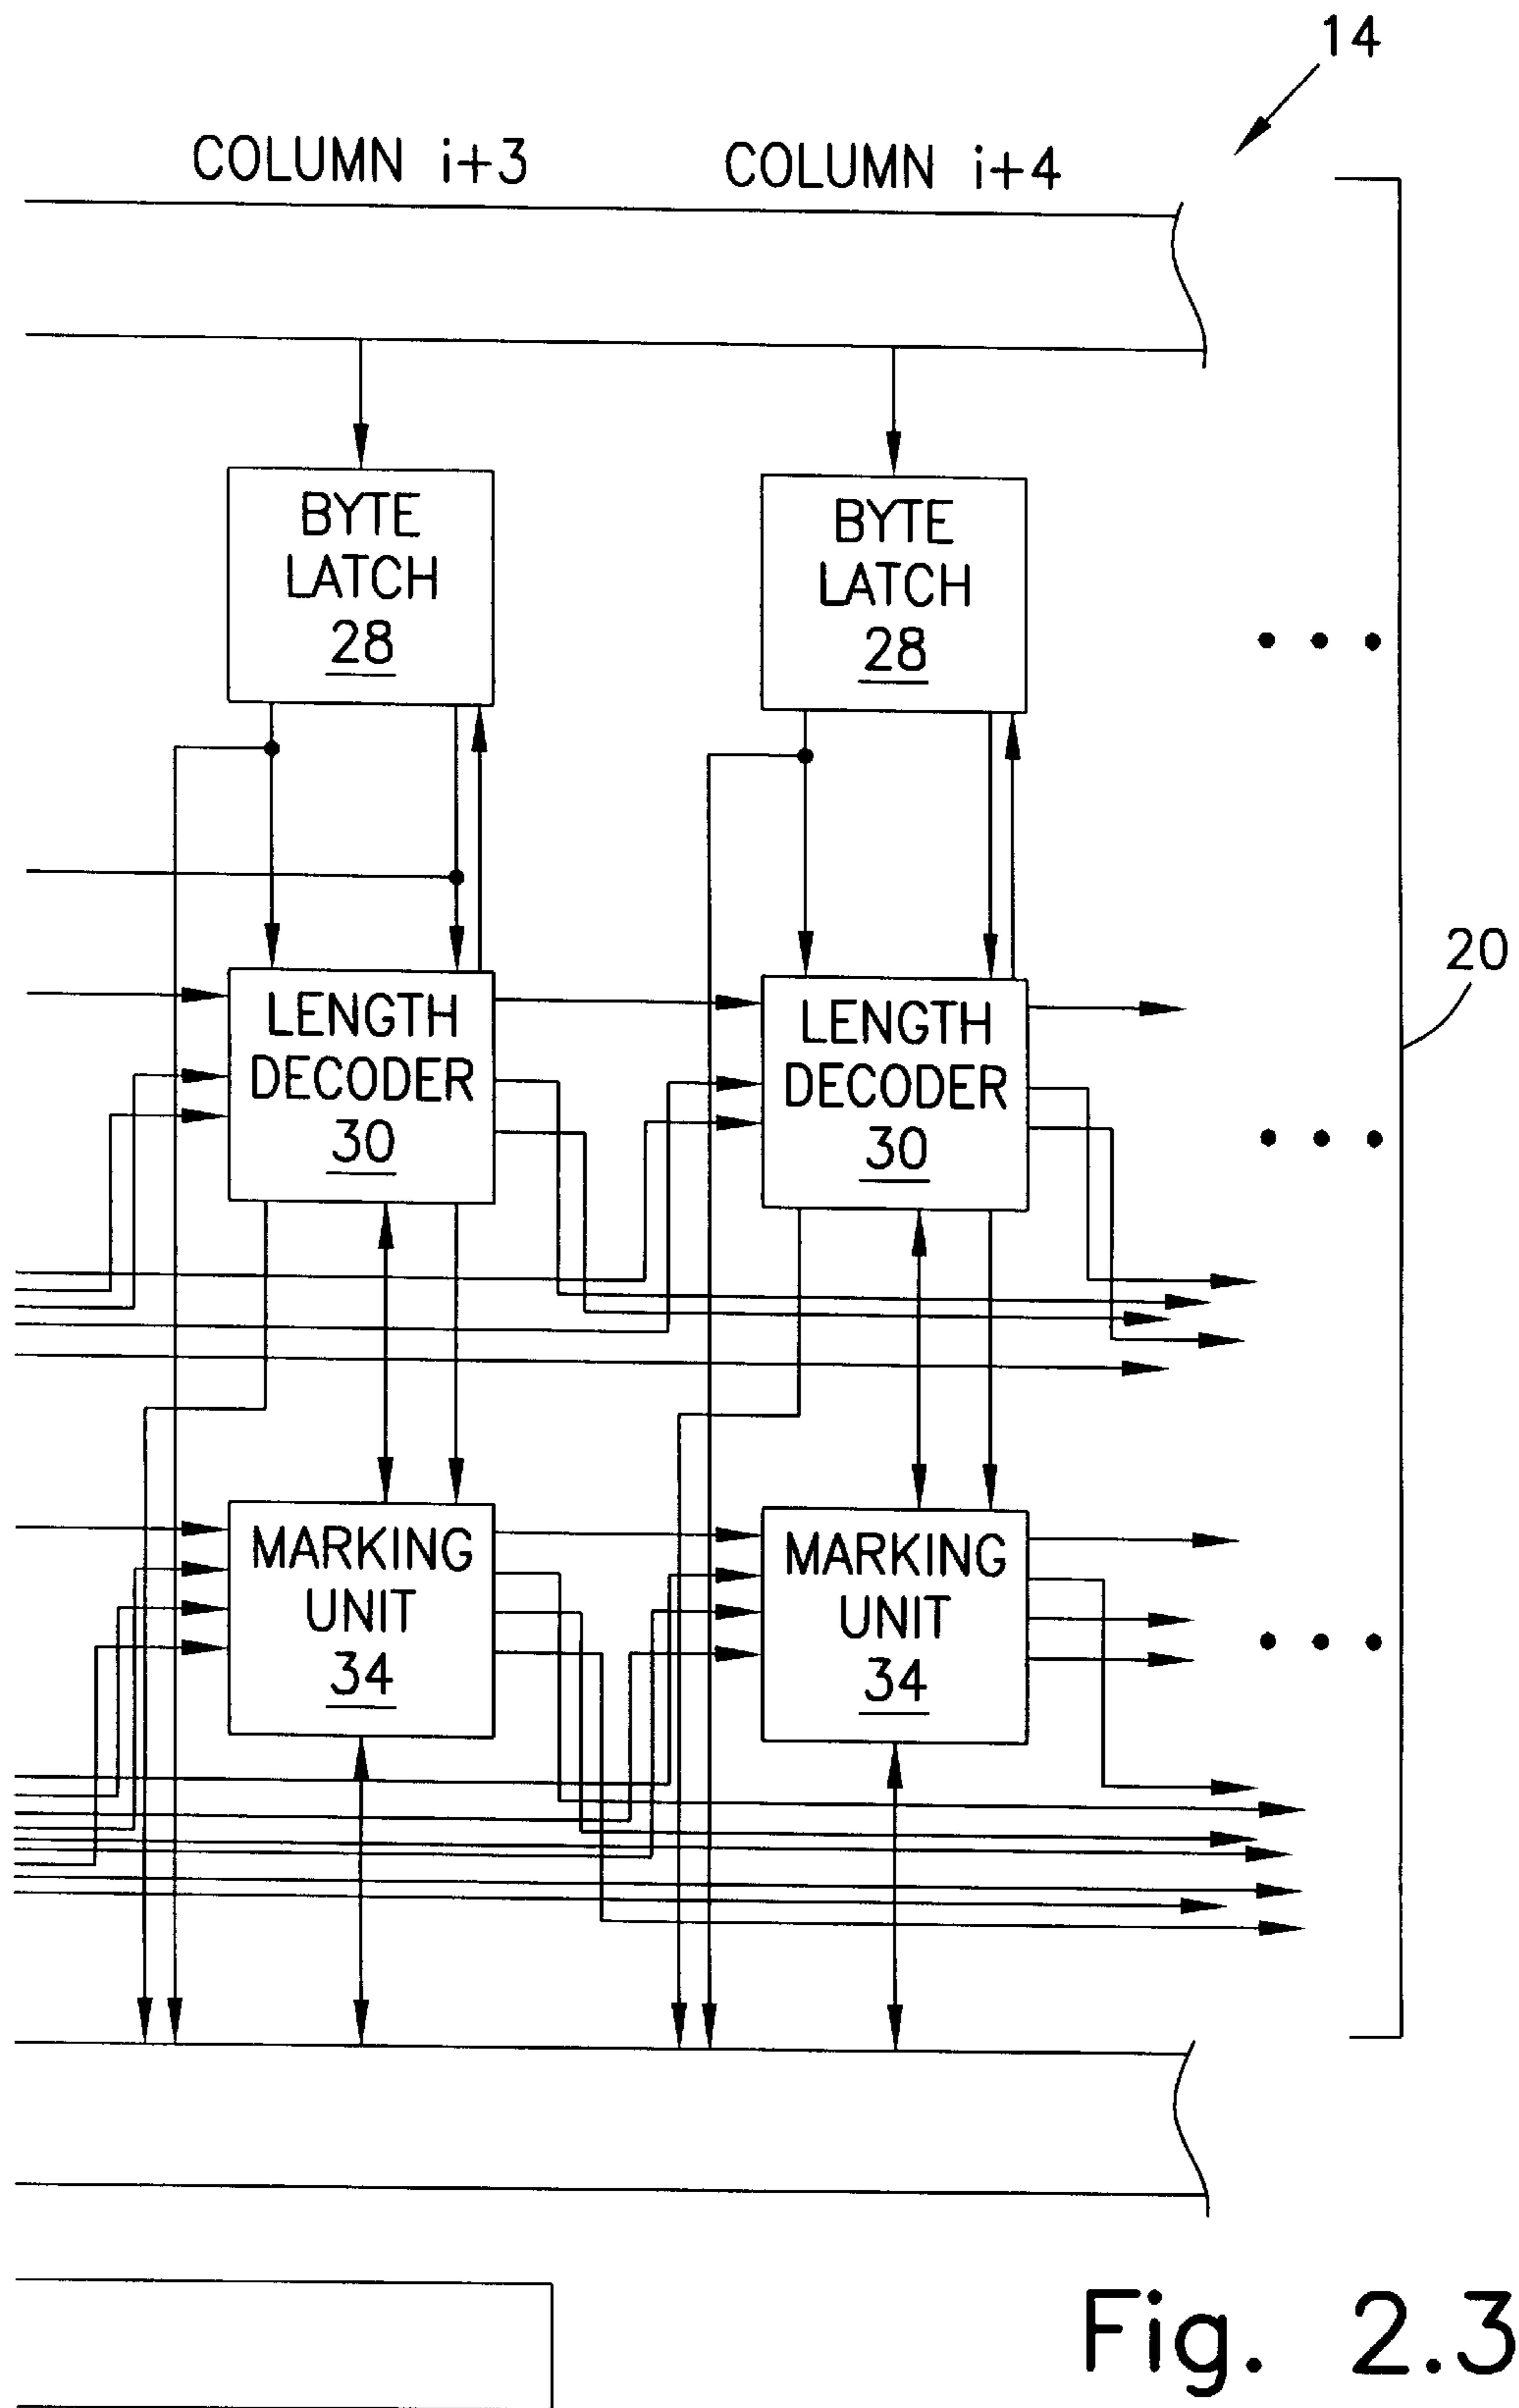 14
COLUMN i+3
COLUMN i+4
BYTE
LATCH
28
BYTE
LATCH
28
20
LENGTH
DECODER
30
LENGTH
DECODER
30
MARKING
UNIT
34
MARKING
UNIT
34
Fig. 2.3